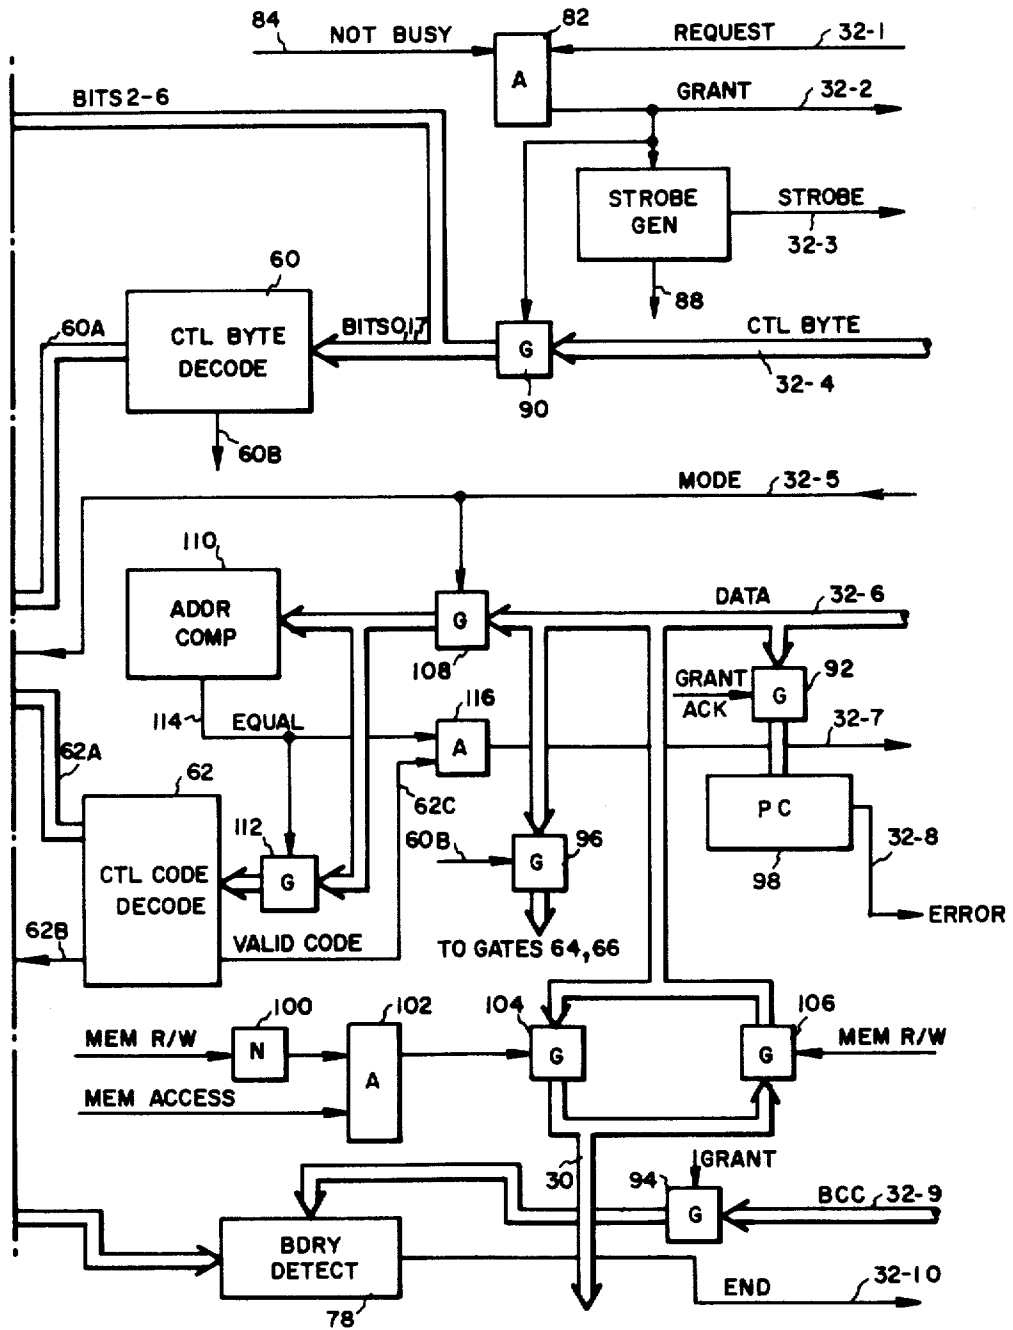 84
NOT BUSY
82
REQUEST
32-1
A
BITS 2-6
GRANT
32-2
STROBE
GEN
STROBE
32-3
88
60
60A
CTL BYTE
DECODE
BITS 0,1,7
G
CTL BYTE
32-4
90
60B
MODE
32-5
110
ADDR
COMP
G
DATA
32-6
108
GRANT
ACK
G
92
114
EQUAL
116
A
32-7
62A
62
62C
112
G
60B
G
96
PC
98
32-8
CTL CODE
DECODE
ERROR
62B
VALID CODE
TO GATES 64,66
100
102
104
106
MEM R/W
N
A
G
G
MEM R/W
MEM ACCESS
30
GRANT
94
G
BCC
32-9
BDRY
DETECT
END
32-10
78